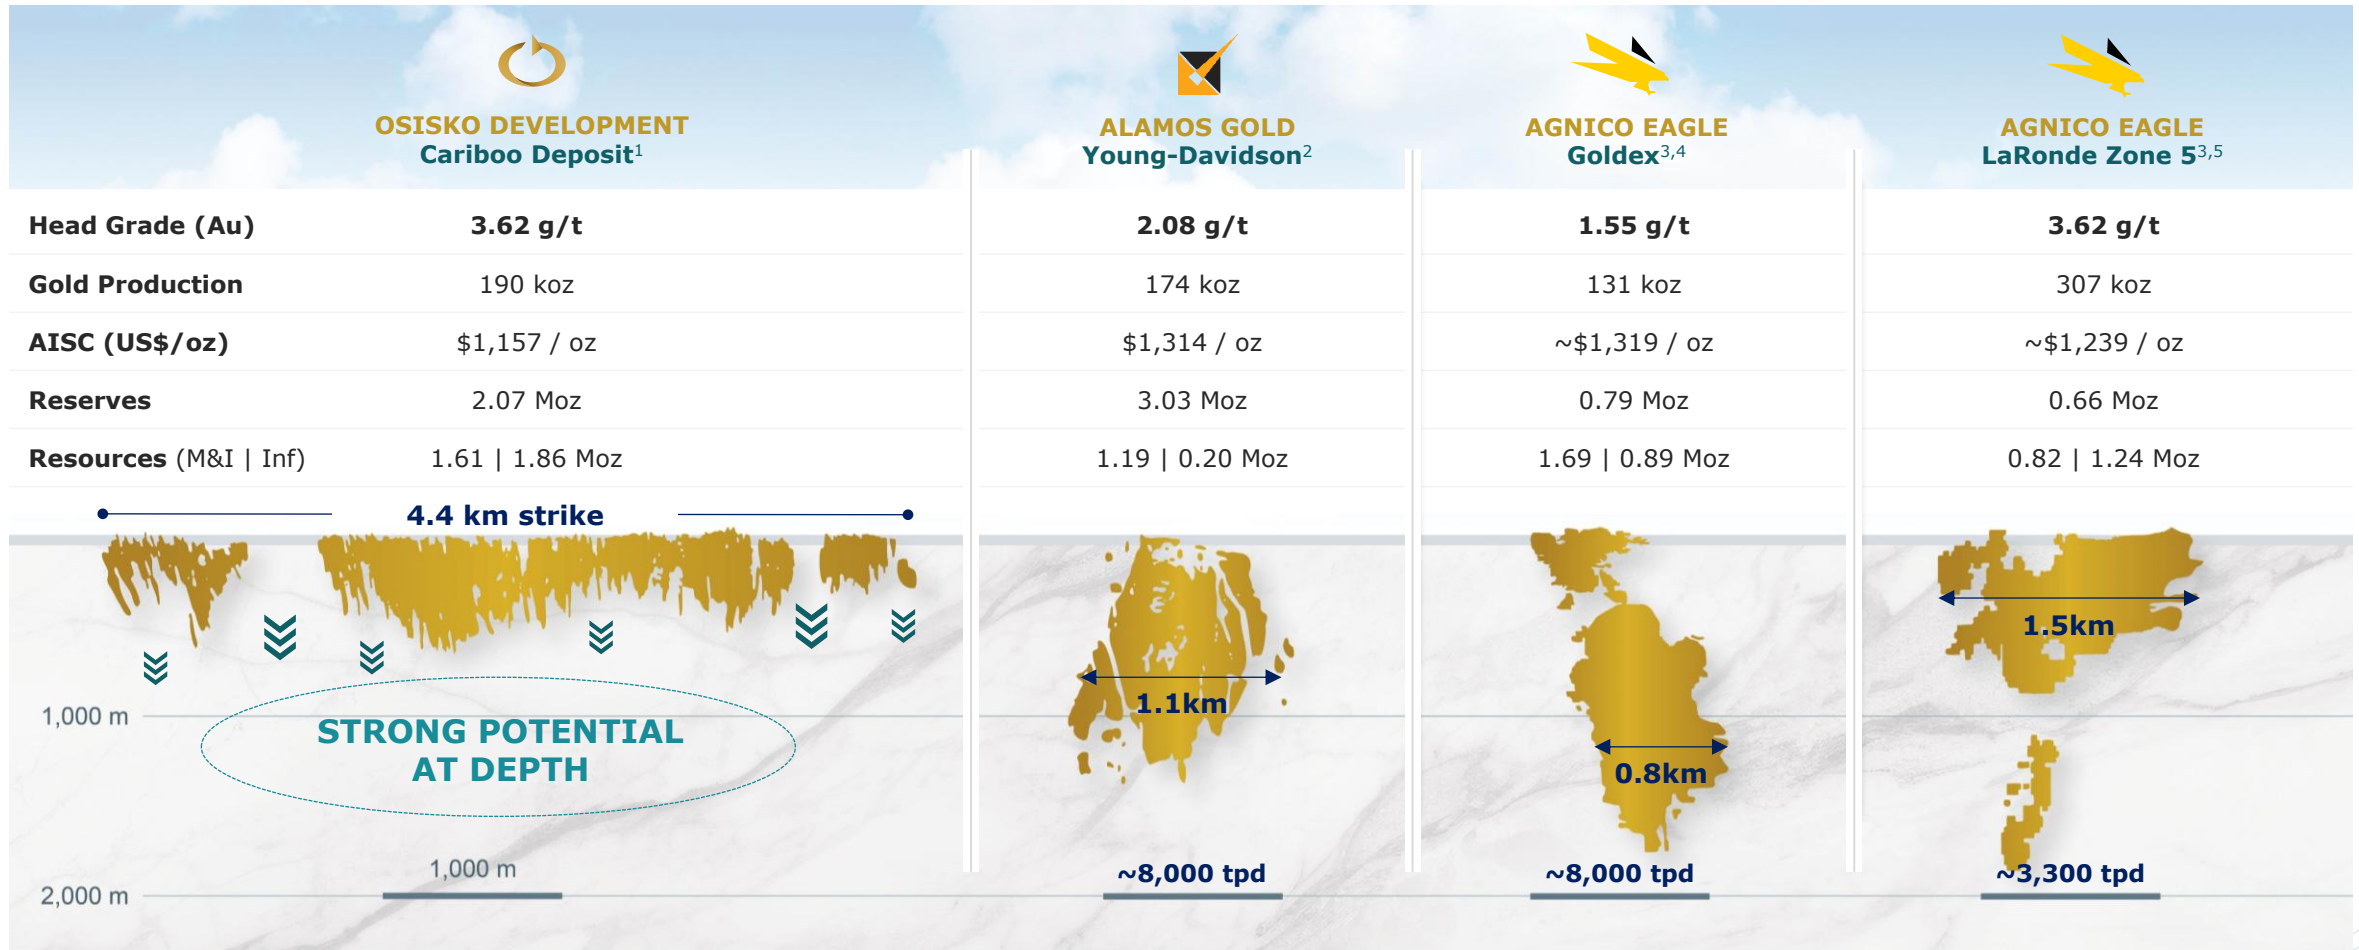 OSISKO DEVELOPMENT
Cariboo Deposit1
ALAMOS GOLD
Young-Davidson2
AGNICO EAGLE
Goldex3,4
AGNICO EAGLE
LaRonde Zone 53,5
Head Grade (Au) 3.62 g/t 2.08 g/t 1.55 g/t 3.62 g/t
Gold Production 190 koz 174 koz 131 koz 307 koz
AISC (US$/oz) $1,157 / oz $1,314 / oz ~$1,319 / oz ~$1,239 / oz
Reserves 2.07 Moz 3.03 Moz 0.79 Moz 0.66 Moz
Resources (M&I | Inf) 1.61 | 1.86 Moz 1.19 | 0.20 Moz 1.69 | 0.89 Moz 0.82 | 1.24 Moz
4.4 km strike
1.5km
1.1km
1,000 m
STRONG POTENTIAL
AT DEPTH
0.8km
1,000 m
~8,000 tpd
~8,000 tpd
~3,300 tpd
2,000 m